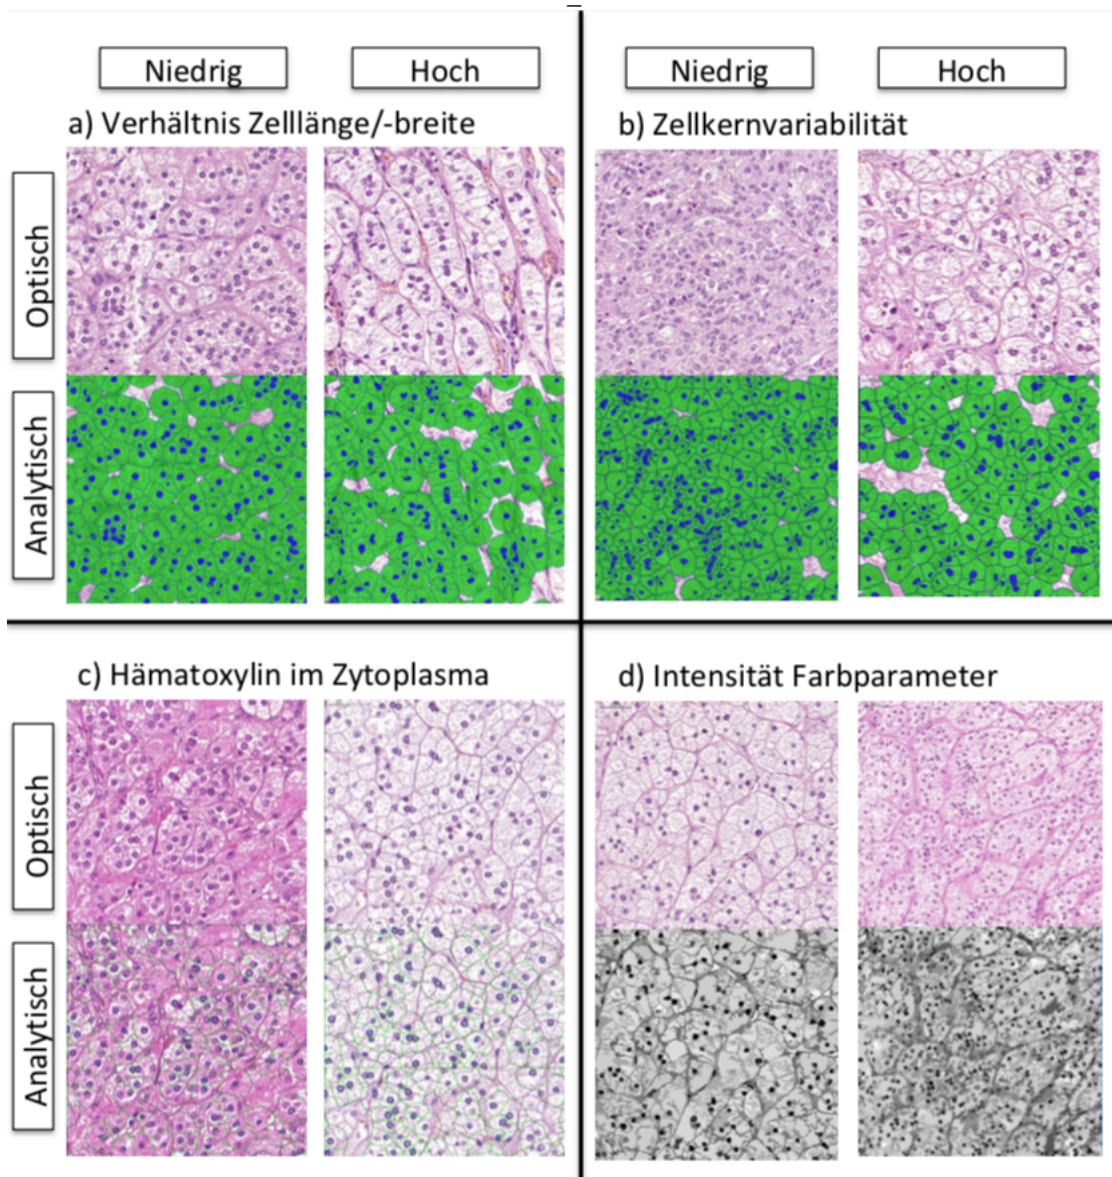 Niedrig
Hoch
Niedrig
Hoch
a) Verhältnis Zelllänge/-breite
b) Zellkernvariabilität
Optisch
Analytisch
c) Hämatoxylin im Zytoplasma
d) Intensität Farbparameter
Optisch
Analytisch